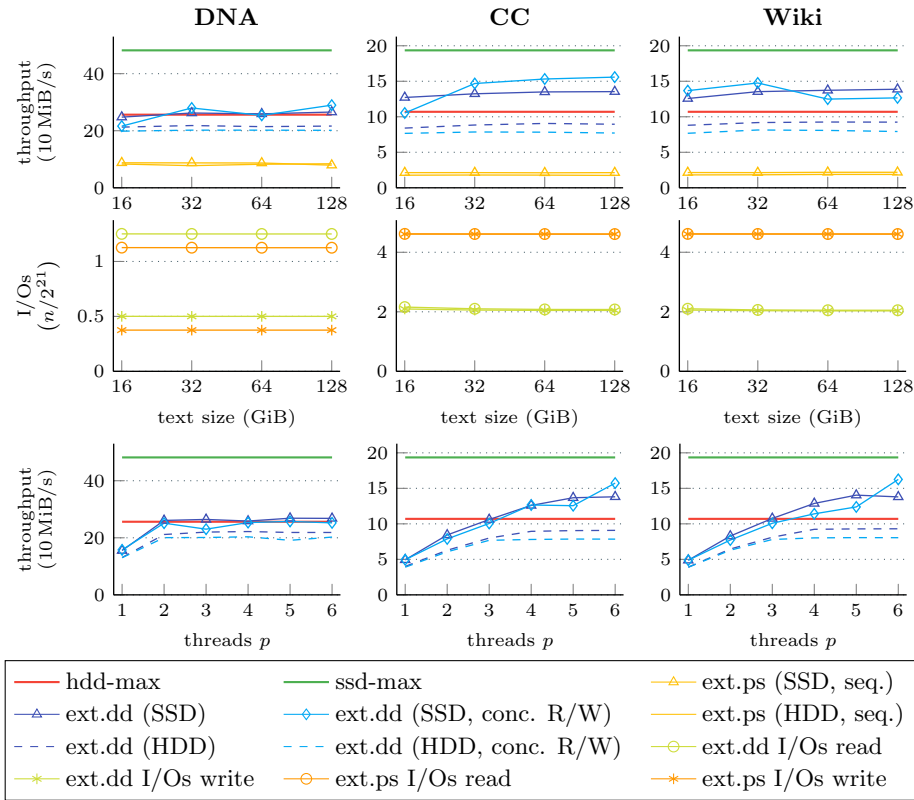 DNA CC Wiki
throughput
(10 MiB/s)
40
20
0
16 32 64 128
20
15
10
5
0
16 32 64 128
20
15
10
5
0
16 32 64 128
I/Os
(n/2^21)
1
0.5
0
16 32 64 128
text size (GiB)
4
2
0
16 32 64 128
text size (GiB)
4
2
0
16 32 64 128
text size (GiB)
throughput
(10 MiB/s)
40
20
0
1 2 3 4 5 6
threads p
20
15
10
5
0
1 2 3 4 5 6
threads p
20
15
10
5
0
1 2 3 4 5 6
threads p
hdd-max ssd-max ext.ps (SSD, seq.)
ext.dd (SSD) ext.dd (SSD, conc. R/W) ext.ps (HDD, seq.)
ext.dd (HDD) ext.dd (HDD, conc. R/W) ext.dd I/Os read
ext.dd I/Os write ext.ps I/Os read ext.ps I/Os write